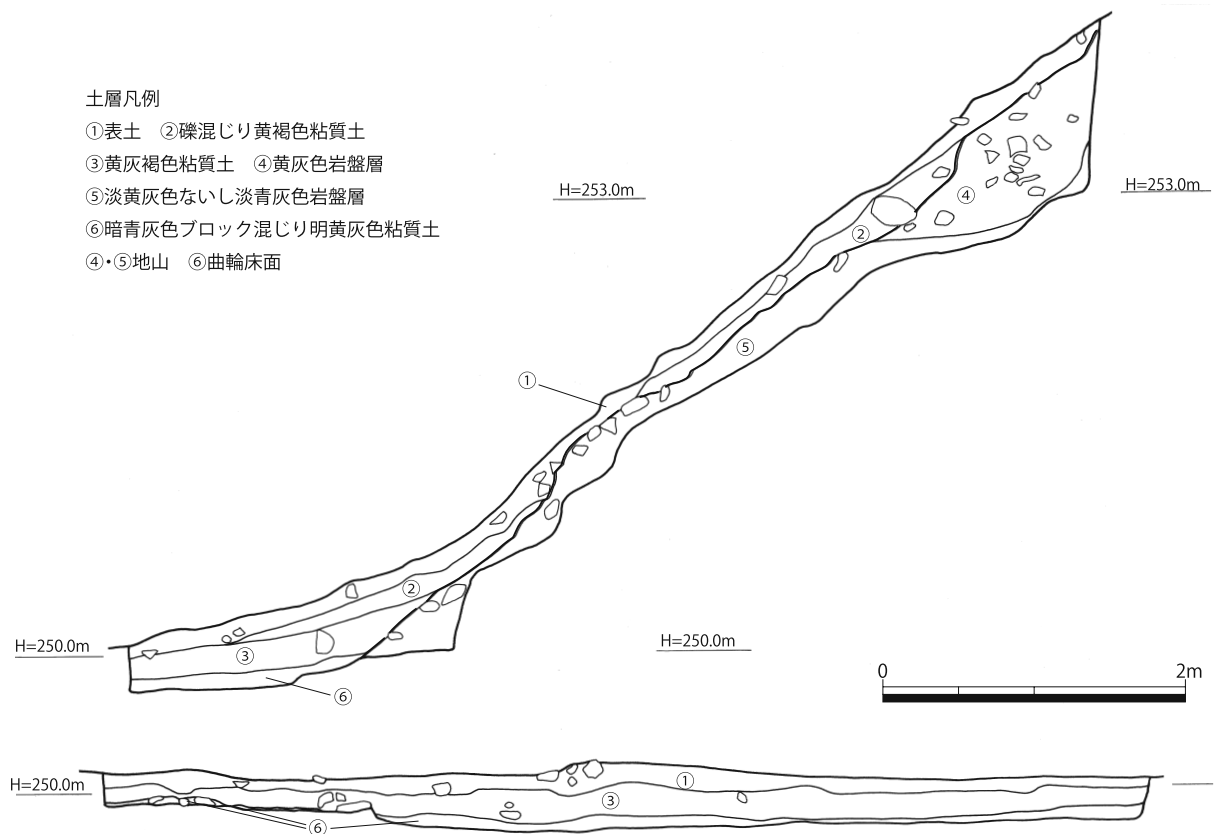 土層凡例
①表土　②礫混じり黄褐色粘質土
③黄灰褐色粘質土　④黄灰色岩盤層
⑤淡黄灰色ないし淡青灰色岩盤層
⑥暗青灰色ブロック混じり明黄灰色粘質土
④・⑤地山　⑥曲輪床面
H=253.0m
H=253.0m
④
②
⑤
①
②
H=250.0m
H=250.0m
③
⑥
0 2m
H=250.0m
①
③
⑥